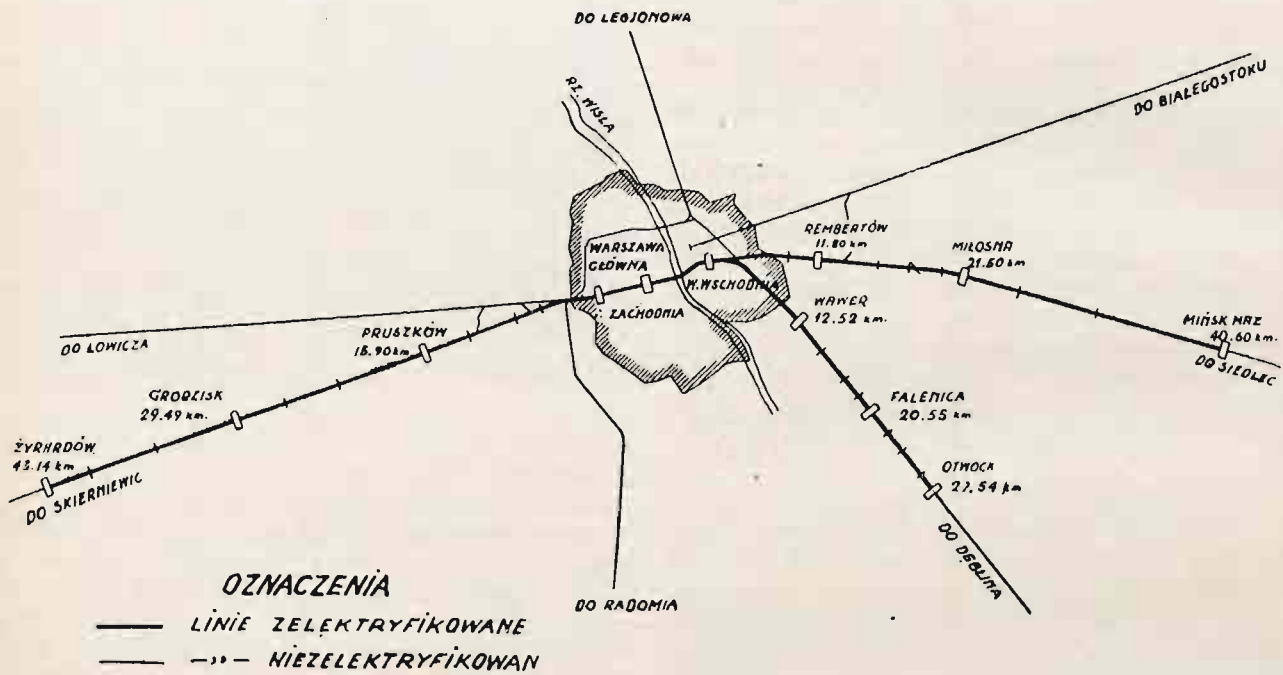 DO LEGJONOWA
RZ. WISŁA
DO BIAŁEGOSTOKU
REMBERTÓW
11.80 km
MIŁOSNA
21.60 km
WARSZAWA
GŁÓWNA
W. WSCHODNIA
ZACHODNIA
WAWER
12.52 km.
MIŃSK MAZ
40.60 km
DO SIEDLEC
DO ŁOWICZA
PRUSZKÓW
15.90 km
GRODZISK
29.49 km.
FALENICA
20.55 km
ŻYRARDÓW
43.14 km
DO SKIERNIEWIC
OTWOCK
27.54 km
DO DĘBLINA
DO RADOMIA
OZNACZENIA
LINIE ZELEKTRYFIKOWANE
—„— NIEZELEKTRYFIKOWAN